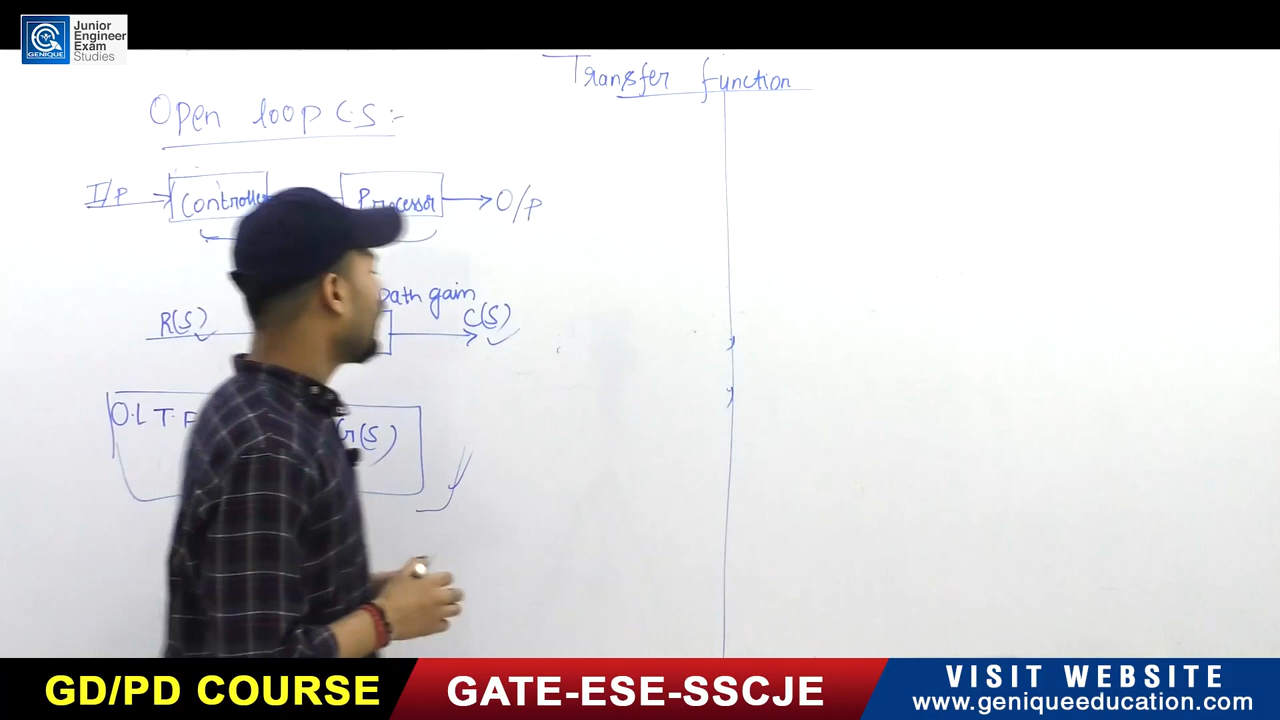 GENIQUE
Junior
Engineer
Exam
Studies
Transfer function
Open loop C.S :-
I/P
Controller
Processor
O/P
path gain
R(S)
C(S)
O.L T.F
G(S)
GD/PD COURSE
GATE-ESE-SSCJE
VISIT WEBSITE
www.geniqueeducation.com